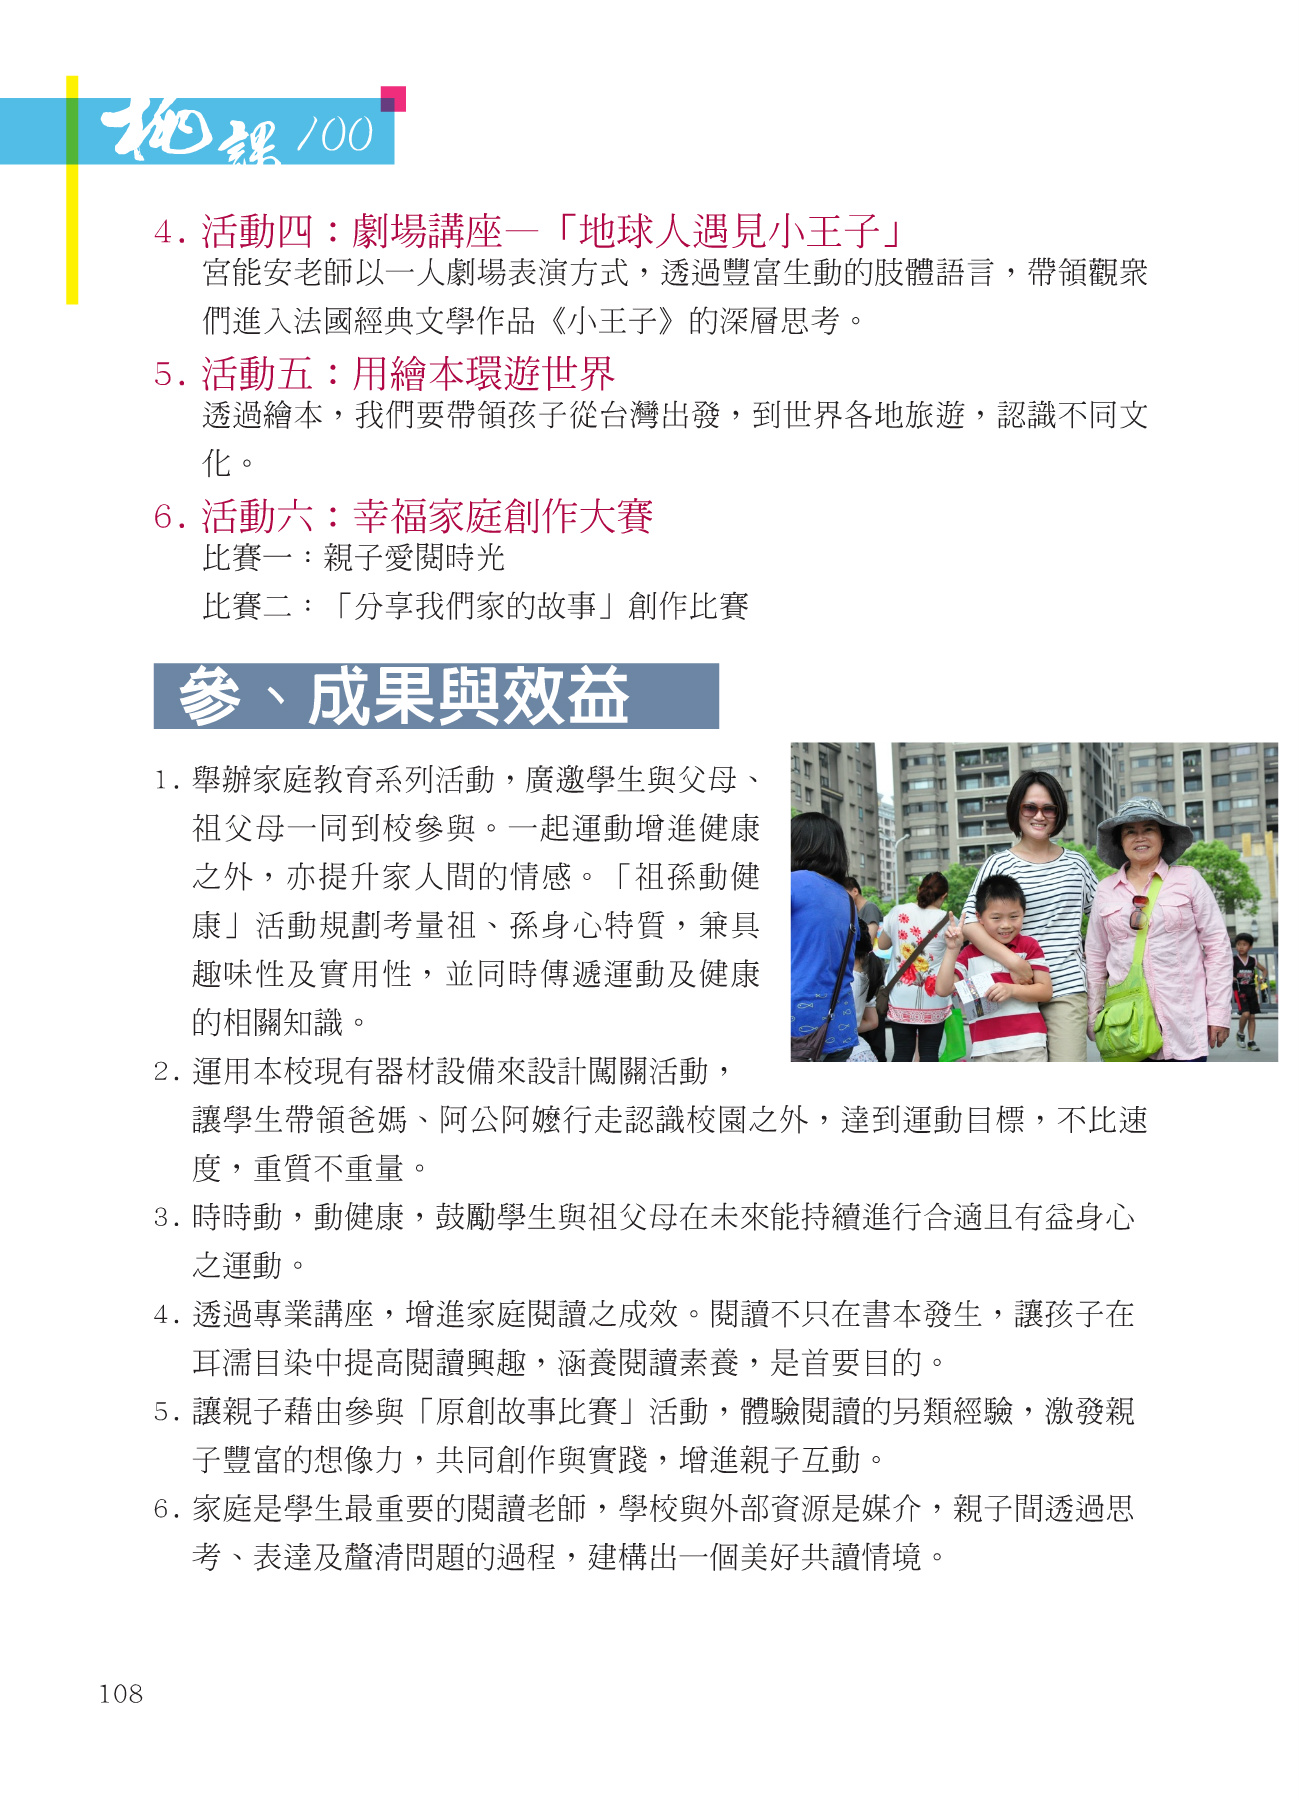 桃課100
4. 活動四：劇場講座—「地球人遇見小王子」
宮能安老師以一人劇場表演方式，透過豐富生動的肢體語言，帶領觀眾
們進入法國經典文學作品《小王子》的深層思考。
5. 活動五：用繪本環遊世界
透過繪本，我們要帶領孩子從台灣出發，到世界各地旅遊，認識不同文
化。
6. 活動六：幸福家庭創作大賽
比賽一：親子愛閱時光
比賽二：「分享我們家的故事」創作比賽
參、成果與效益
1. 舉辦家庭教育系列活動，廣邀學生與父母、
祖父母一同到校參與。一起運動增進健康
之外，亦提升家人間的情感。「祖孫動健
康」活動規劃考量祖、孫身心特質，兼具
趣味性及實用性，並同時傳遞運動及健康
的相關知識。
2. 運用本校現有器材設備來設計闖關活動，
讓學生帶領爸媽、阿公阿嬤行走認識校園之外，達到運動目標，不比速
度，重質不重量。
3. 時時動，動健康，鼓勵學生與祖父母在未來能持續進行合適且有益身心
之運動。
4. 透過專業講座，增進家庭閱讀之成效。閱讀不只在書本發生，讓孩子在
耳濡目染中提高閱讀興趣，涵養閱讀素養，是首要目的。
5. 讓親子藉由參與「原創故事比賽」活動，體驗閱讀的另類經驗，激發親
子豐富的想像力，共同創作與實踐，增進親子互動。
6. 家庭是學生最重要的閱讀老師，學校與外部資源是媒介，親子間透過思
考、表達及釐清問題的過程，建構出一個美好共讀情境。
108